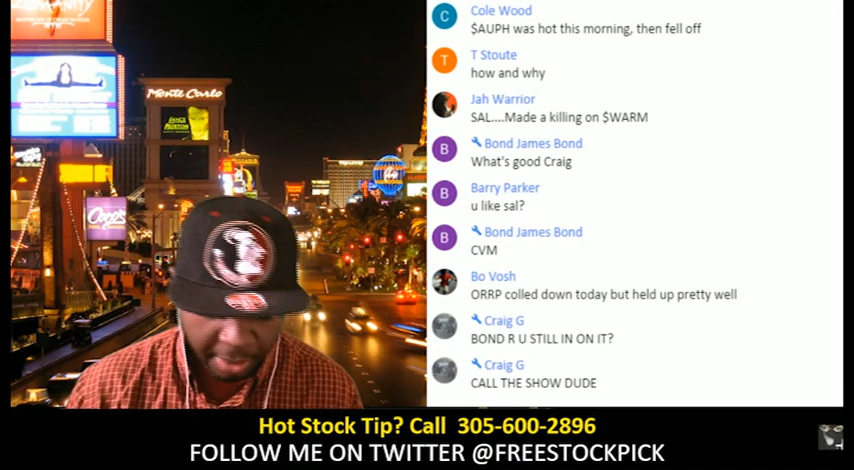 Monte Carlo
LANCE
BURTON
Cole Wood
$AUPH was hot this morning, then fell off
T Stoute
how and why
Jah Warrior
SAL....Made a killing on $WARM
Bond James Bond
What's good Craig
Barry Parker
u like sal?
Bond James Bond
CVM
Bo Vosh
ORRP colled down today but held up pretty well
Craig G
BOND R U STILL IN ON IT?
Craig G
CALL THE SHOW DUDE
C
T
B
B
B
Hot Stock Tip? Call 305-600-2896
FOLLOW ME ON TWITTER @FREESTOCKPICK